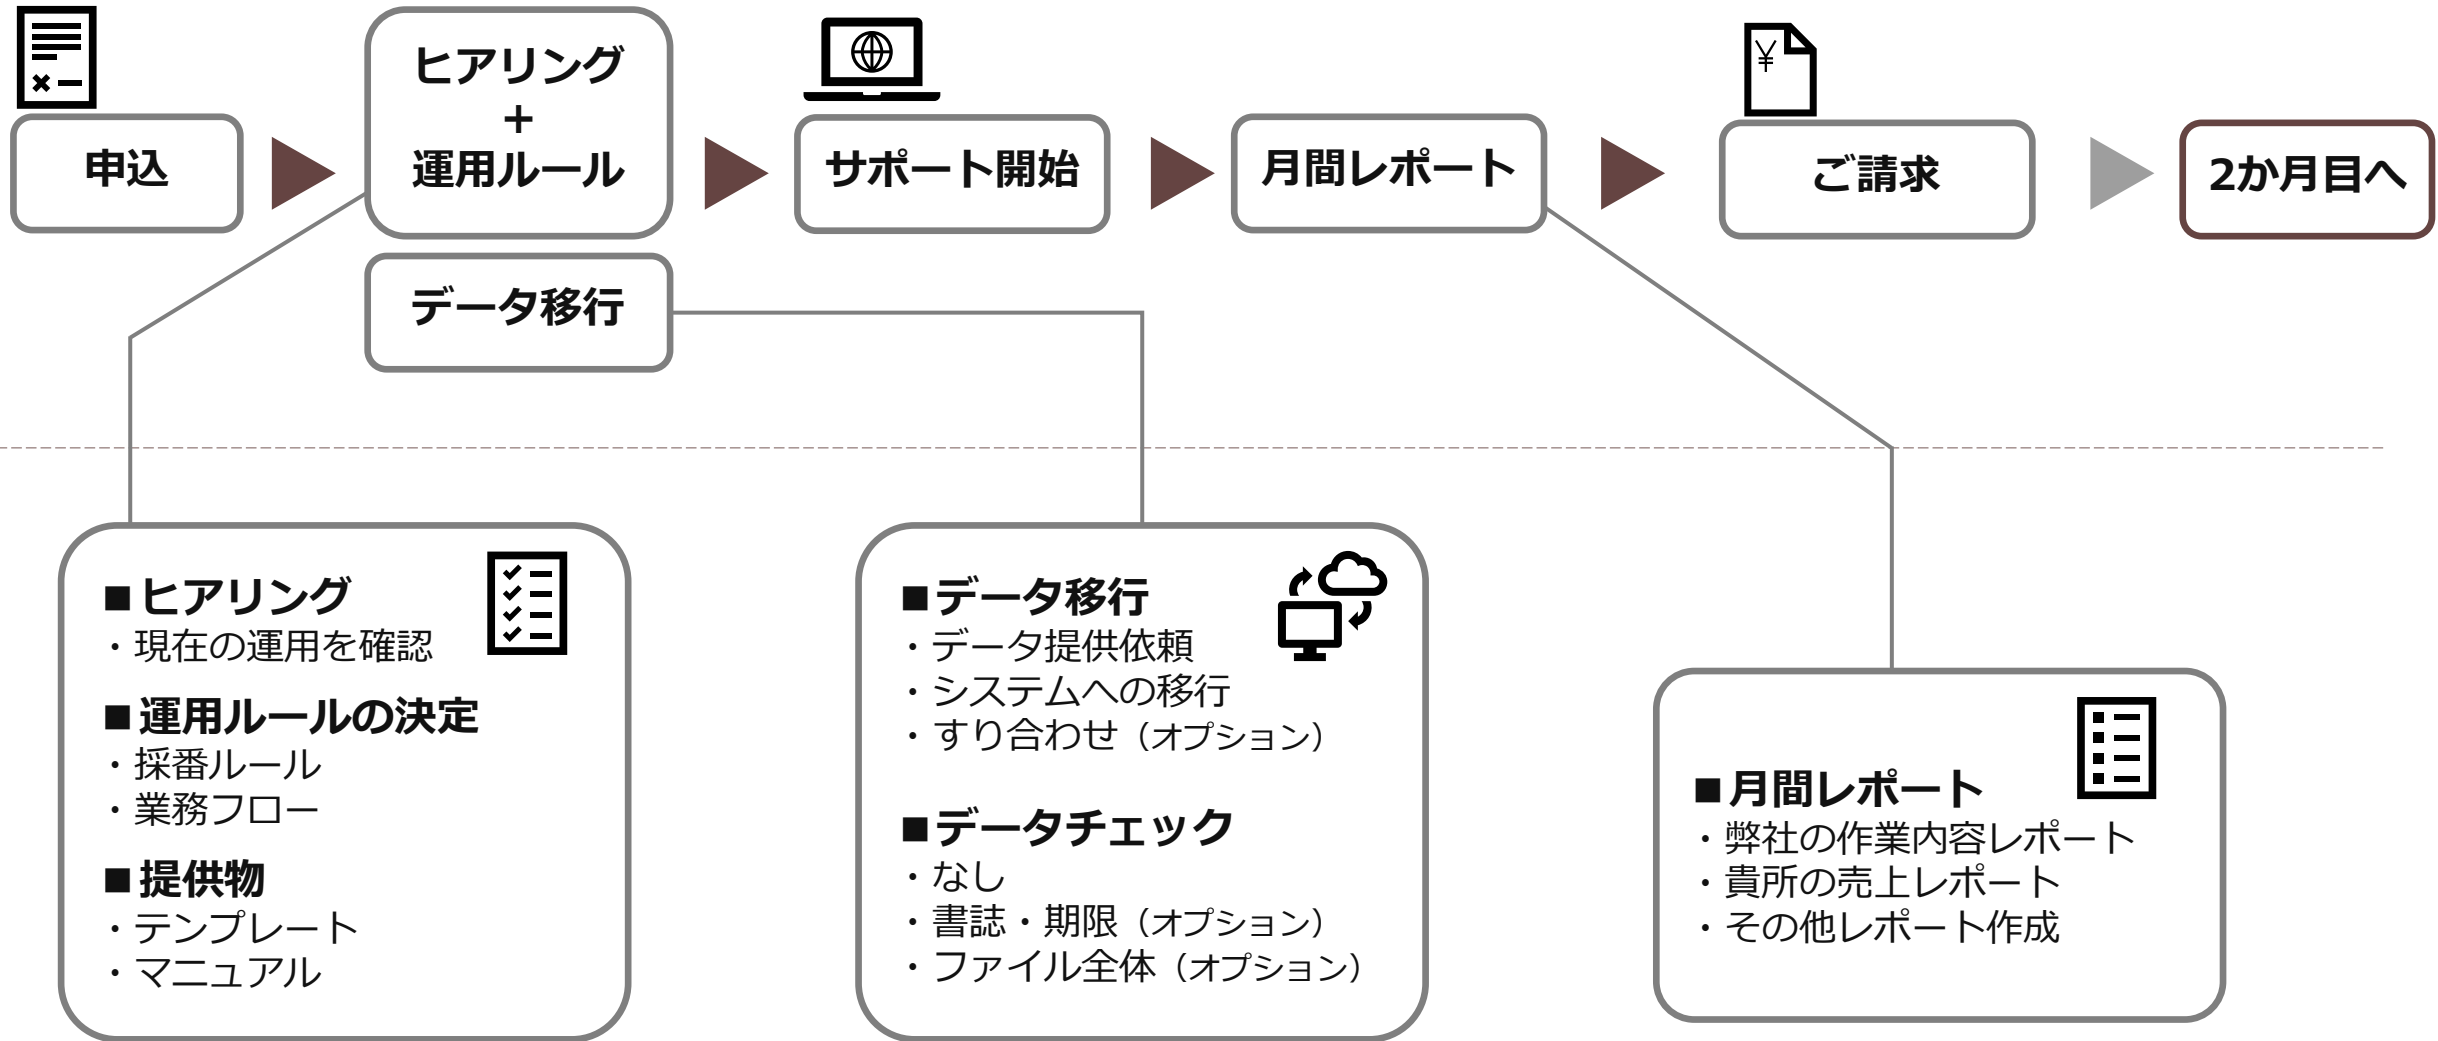 申込
ヒアリング
+
運用ルール
データ移行
サポート開始
月間レポート
¥
ご請求
2か月目へ
■ヒアリング
・現在の運用を確認
■運用ルールの決定
・採番ルール
・業務フロー
■提供物
・テンプレート
・マニュアル
■データ移行
・データ提供依頼
・システムへの移行
・すり合わせ（オプション）
■データチェック
・なし
・書誌・期限（オプション）
・ファイル全体（オプション）
■月間レポート
・弊社の作業内容レポート
・貴所の売上レポート
・その他レポート作成